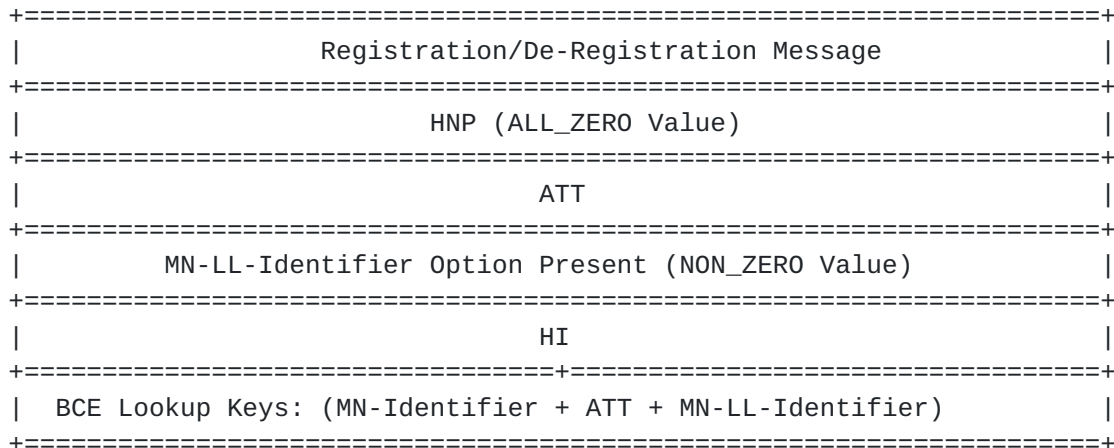 +=====================================================================+
|                   Registration/De-Registration Message              |
+=====================================================================+
|                          HNP (ALL_ZERO Value)                       |
+=====================================================================+
|                                 ATT                                 |
+=====================================================================+
|         MN-LL-Identifier Option Present (NON_ZERO Value)            |
+=====================================================================+
|                                 HI                                  |
+==================================+==================================+
|  BCE Lookup Keys: (MN-Identifier + ATT + MN-LL-Identifier)          |
+=====================================================================+